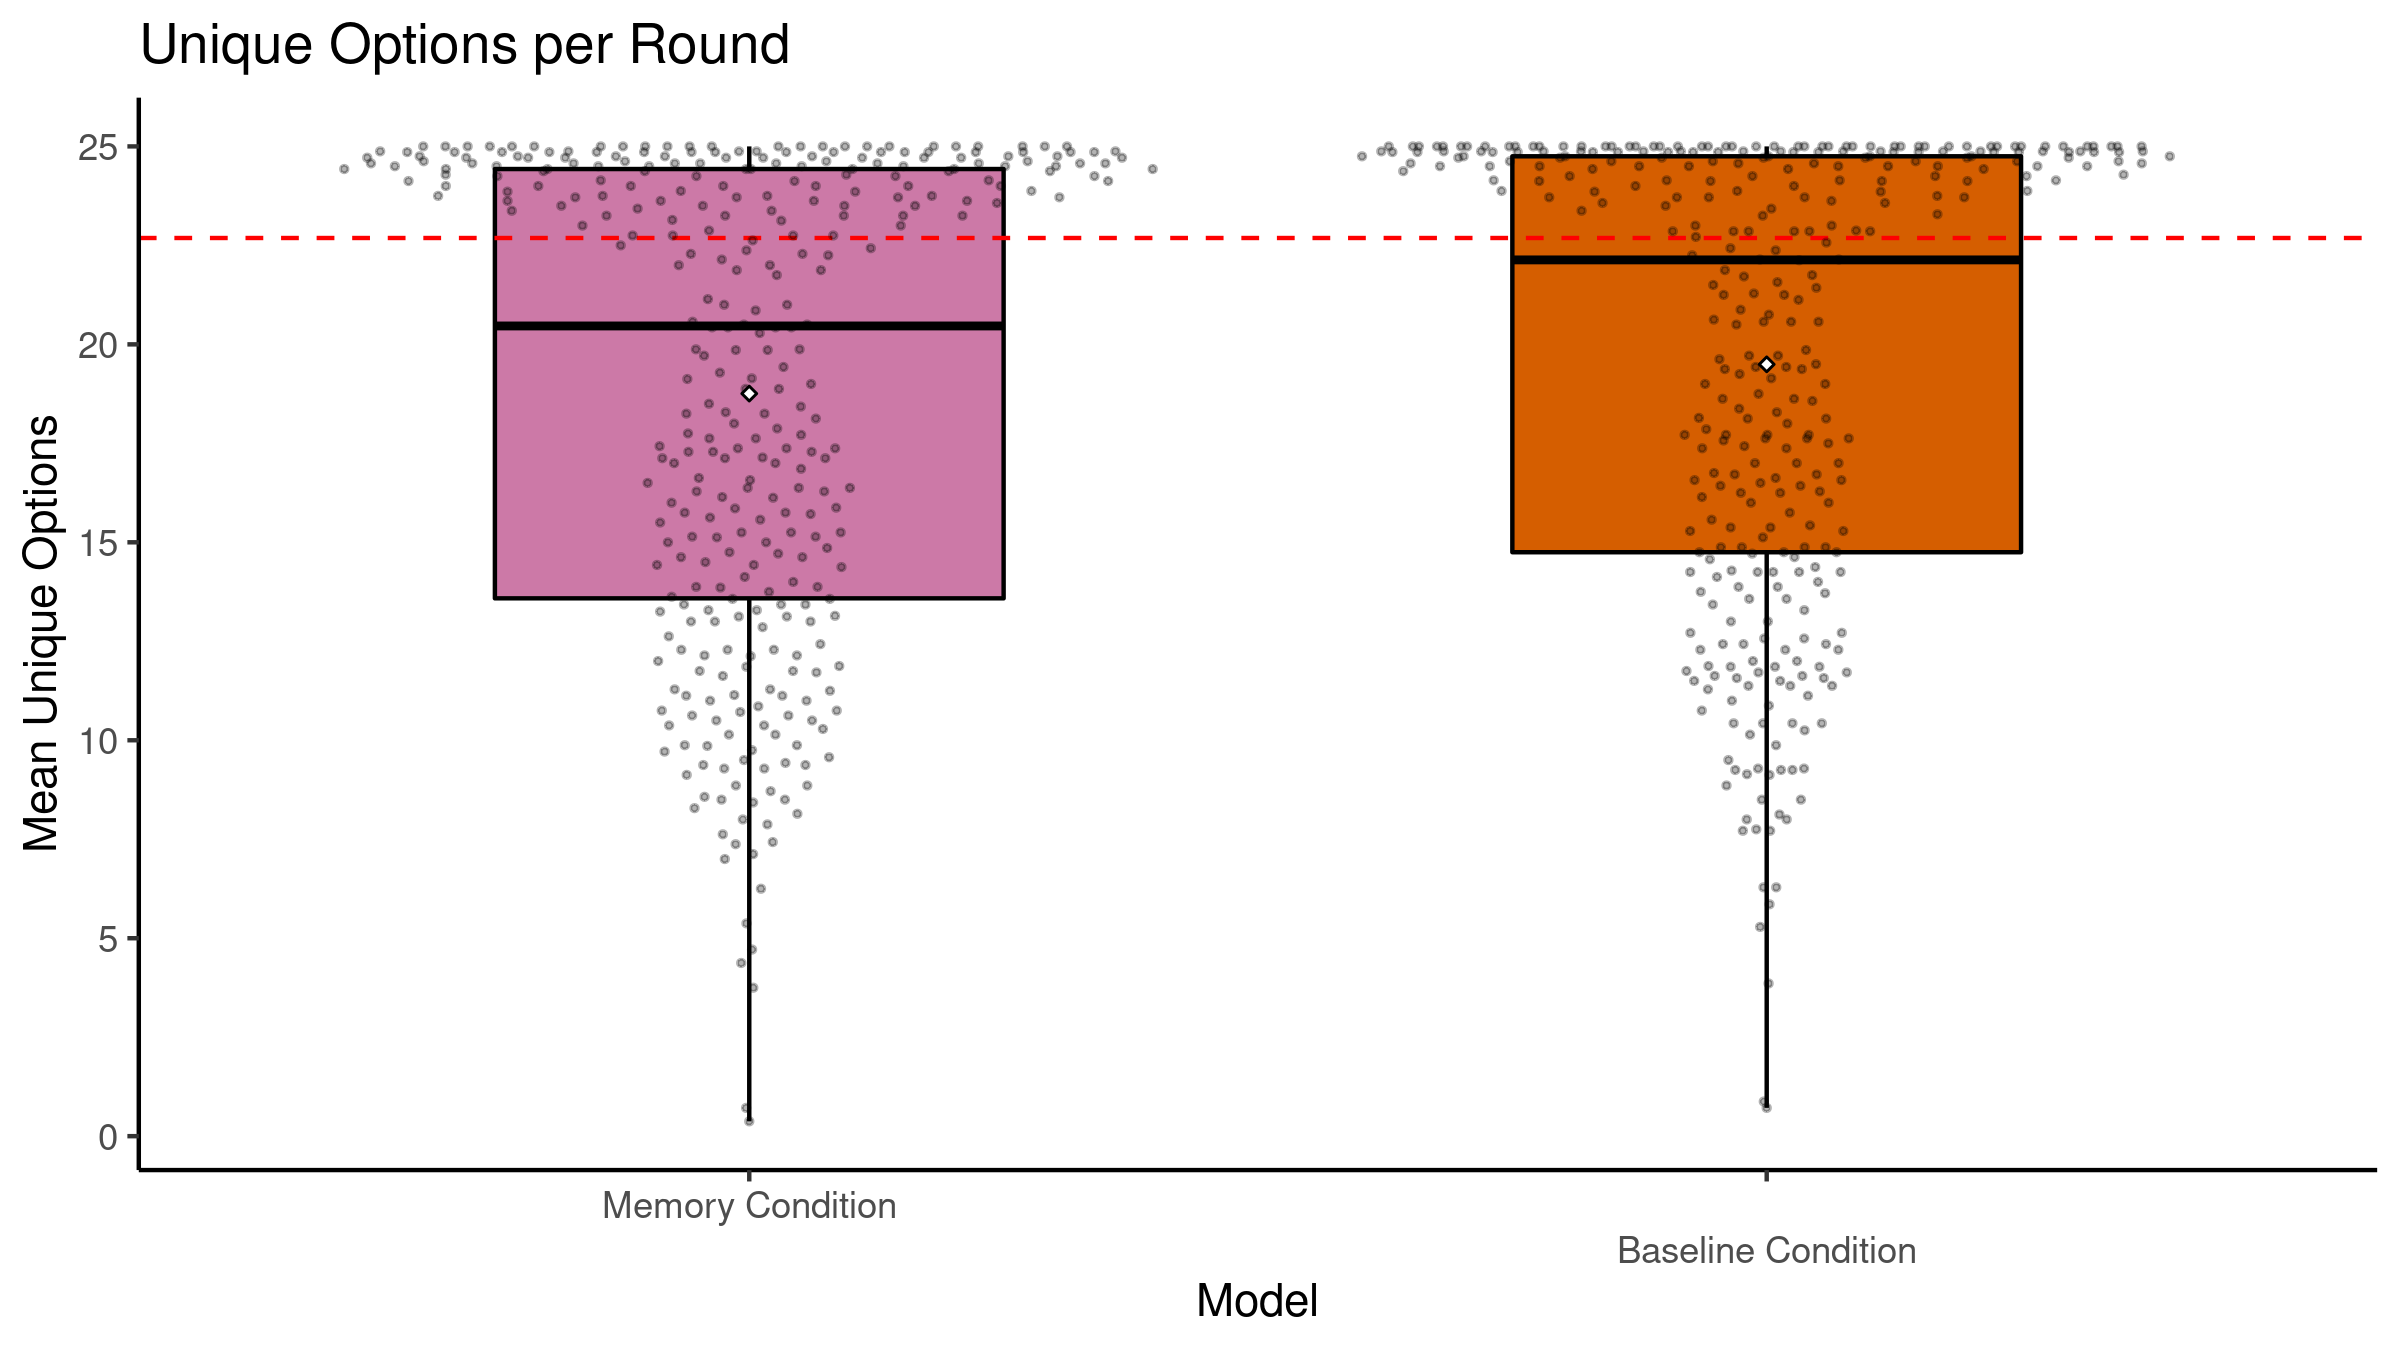 Unique Options per Round
Mean Unique Options
25
20
15
10
5
0
Memory Condition
Baseline Condition
Model